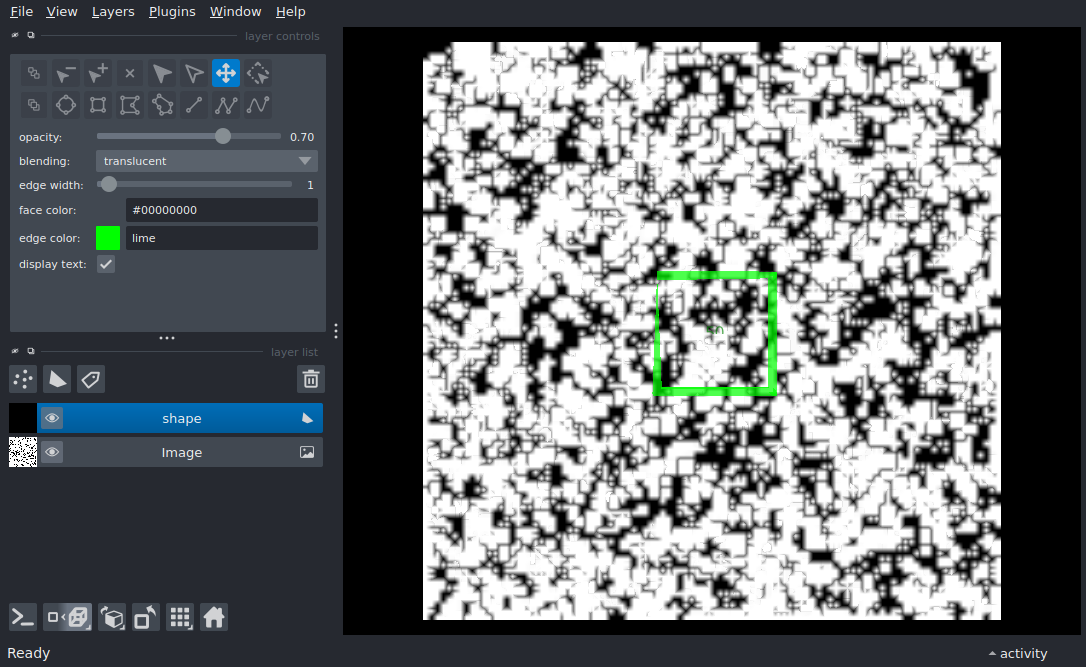 File View Layers Plugins Window Help
layer controls
opacity: 0.70
blending: translucent
edge width: 1
face color: #00000000
edge color: lime
display text:
layer list
shape
Image
Ready
activity